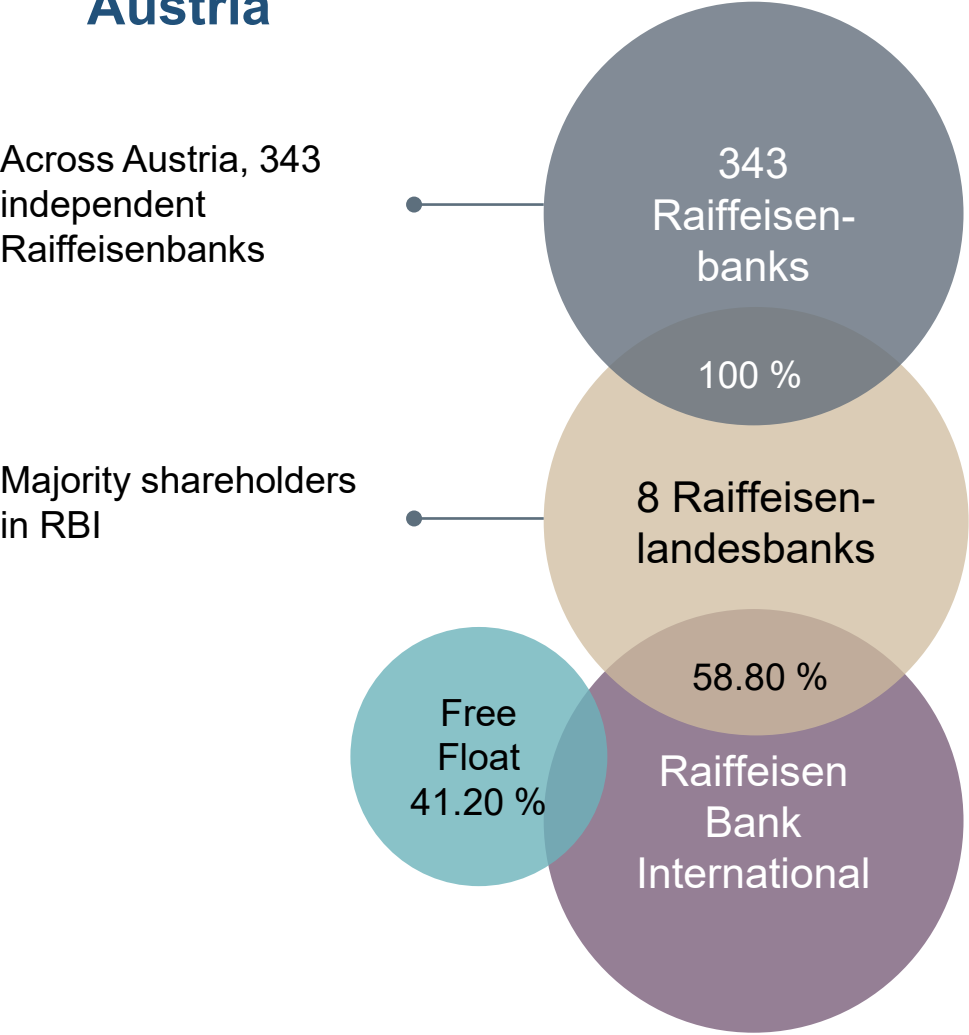 Austria
Across Austria, 343
independent
Raiffeisenbanks
343
Raiffeisen-
banks
100 %
Majority shareholders
in RBI
8 Raiffeisen-
landesbanks
58.80 %
Free
Float
41.20 %
Raiffeisen
Bank
International